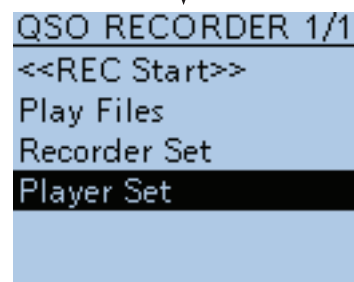 QSO RECORDER 1/1
<<REC Start>>
Play Files
Recorder Set
Player Set